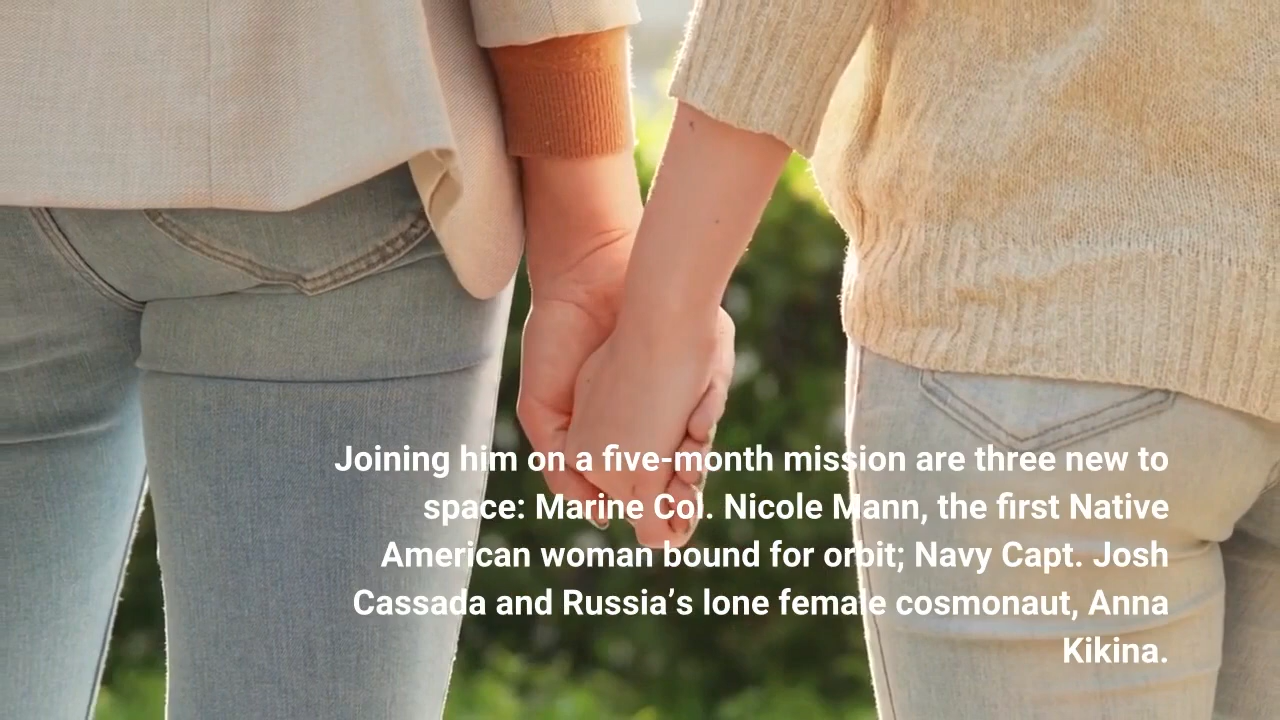 Joining him on a five-month mission are three new to
space: Marine Col. Nicole Mann, the first Native
American woman bound for orbit; Navy Capt. Josh
Cassada and Russia’s lone female cosmonaut, Anna
Kikina.